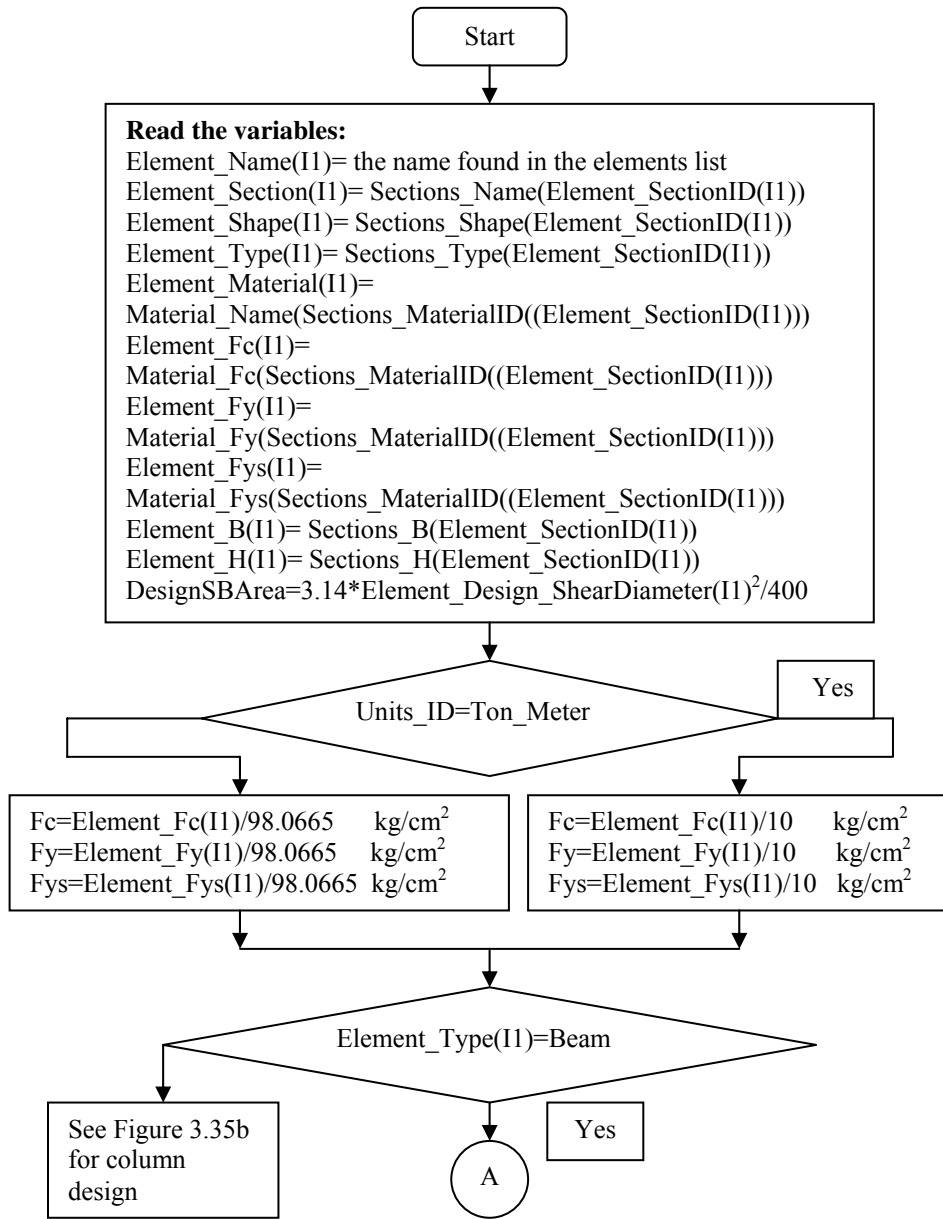 Start
Read the variables:
Element_Name(I1)= the name found in the elements list
Element_Section(I1)= Sections_Name(Element_SectionID(I1))
Element_Shape(I1)= Sections_Shape(Element_SectionID(I1))
Element_Type(I1)= Sections_Type(Element_SectionID(I1))
Element_Material(I1)=
Material_Name(Sections_MaterialID((Element_SectionID(I1)))
Element_Fc(I1)=
Material_Fc(Sections_MaterialID((Element_SectionID(I1)))
Element_Fy(I1)=
Material_Fy(Sections_MaterialID((Element_SectionID(I1)))
Element_Fys(I1)=
Material_Fys(Sections_MaterialID((Element_SectionID(I1)))
Element_B(I1)= Sections_B(Element_SectionID(I1))
Element_H(I1)= Sections_H(Element_SectionID(I1))
DesignSBArea=3.14*Element_Design_ShearDiameter(I1)²/400
Units_ID=Ton_Meter
Yes
Fc=Element_Fc(I1)/98.0665 kg/cm²
Fy=Element_Fy(I1)/98.0665 kg/cm²
Fys=Element_Fys(I1)/98.0665 kg/cm²
Fc=Element_Fc(I1)/10 kg/cm²
Fy=Element_Fy(I1)/10 kg/cm²
Fys=Element_Fys(I1)/10 kg/cm²
Element_Type(I1)=Beam
See Figure 3.35b
for column
design
A
Yes